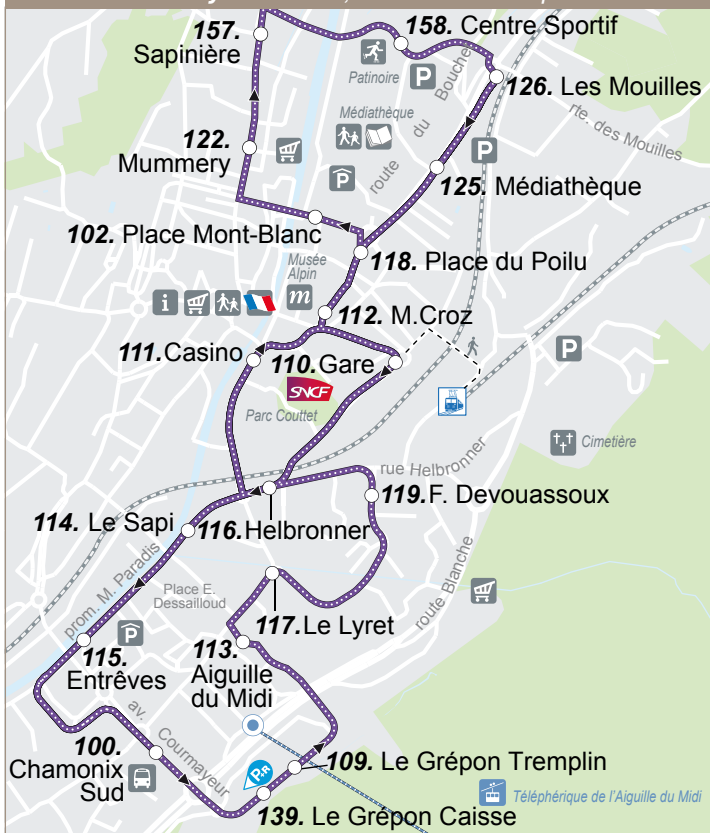 157.
Sapinière
158. Centre Sportif
Patinoire
P
126. Les Mouilles
Médiathèque
route du Bouchet
rte. des Mouilles
122.
Mummery
P
P
125. Médiathèque
102. Place Mont-Blanc
118. Place du Poilu
Musée
Alpin
m
i
112. M.Croz
111. Casino
110. Gare
SNCF
P
Parc Couttet
Cimetière
rue Helbronner
119. F. Devouassoux
114. Le Sapi
116. Helbronner
prom. M. Paradis
Place E.
Dessailloud
route Blanche
117. Le Lyret
P
115.
Entrêves
113.
Aiguille
du Midi
av. Courmayeur
100.
Chamonix
Sud
P+R
109. Le Grépon Tremplin
Téléphérique de l'Aiguille du Midi
139. Le Grépon Caisse